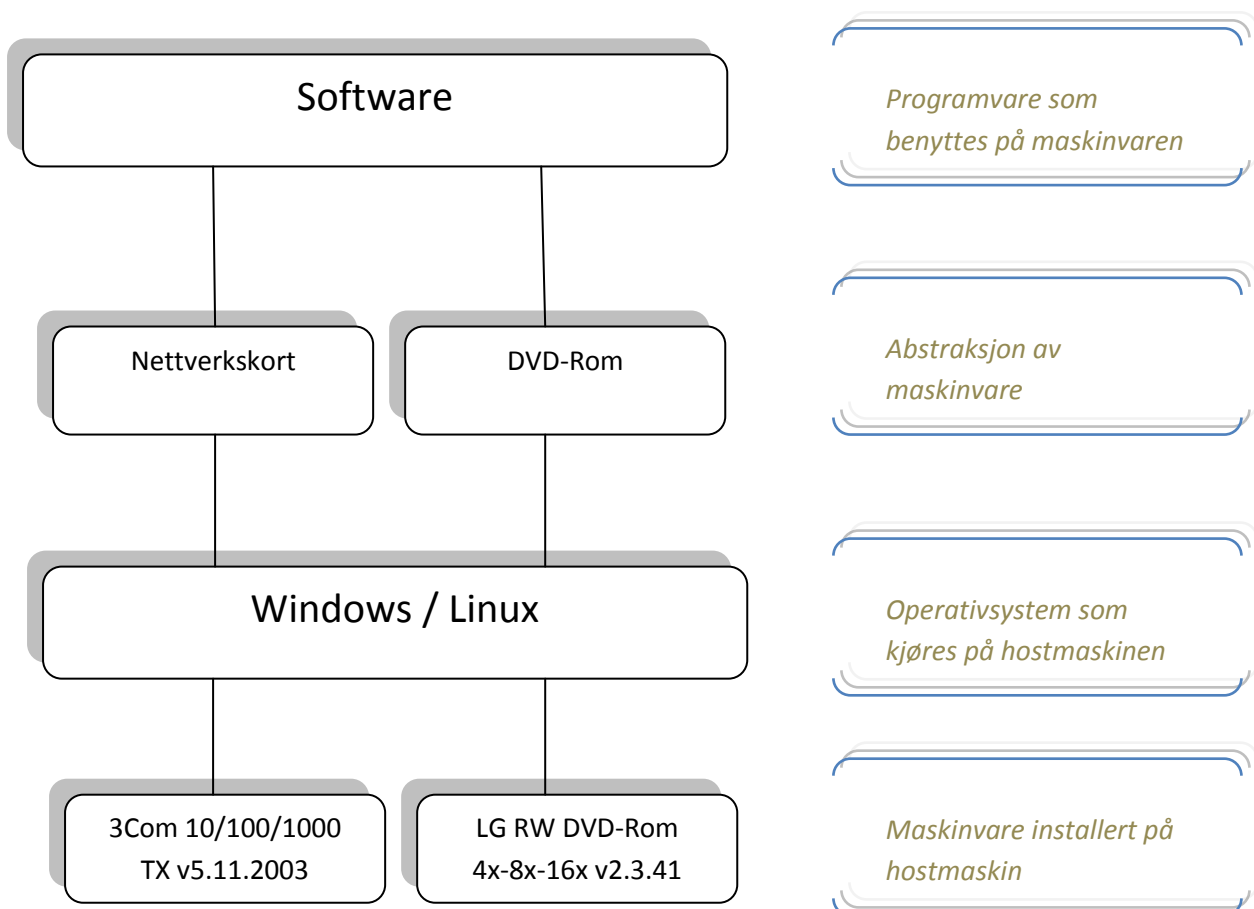 Software
Programvare som
benyttes på maskinvaren
Nettverkskort
DVD-Rom
Abstraksjon av
maskinvare
Windows / Linux
Operativsystem som
kjøres på hostmaskinen
3Com 10/100/1000
TX v5.11.2003
LG RW DVD-Rom
4x-8x-16x v2.3.41
Maskinvare installert på
hostmaskin